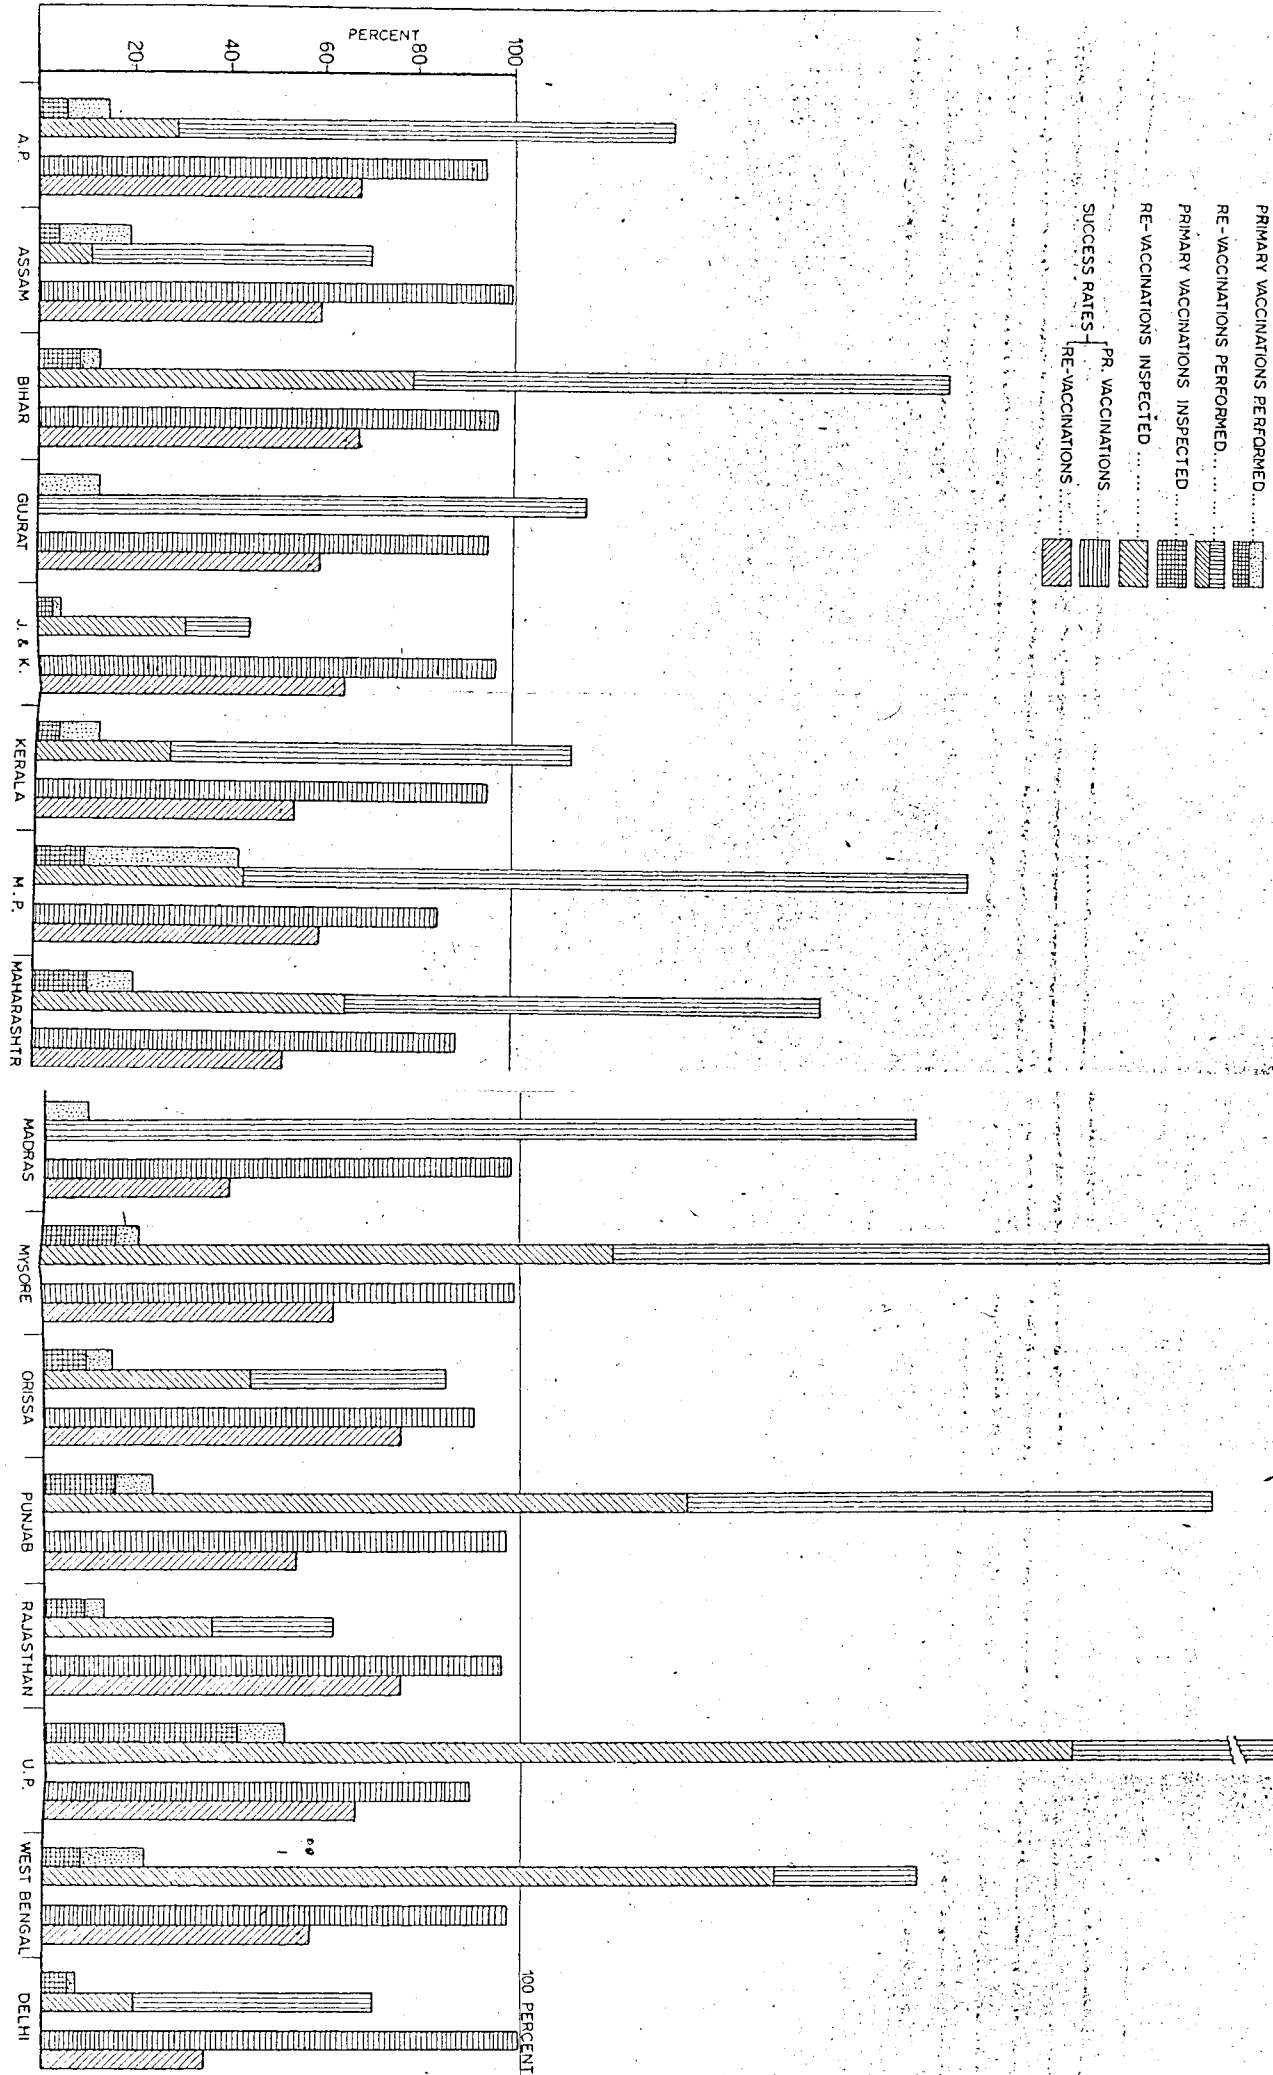 PRIMARY VACCINATIONS PERFORMED......
RE-VACCINATIONS PERFORMED... ... ...
PRIMARY VACCINATIONS INSPECTED......
RE-VACCINATIONS INSPECTED ... ... ...
SUCCESS RATES
PR. VACCINATIONS ......
RE-VACCINATIONS ......
PERCENT
100
80
60
40
20
A.P.
ASSAM
BIHAR
GUJRAT
J. & K.
KERALA
M.P.
MAHARASHTR
MADRAS
MYSORE
ORISSA
PUNJAB
RAJASTHAN
U.P.
WEST BENGAL
DELHI
100 PERCENT